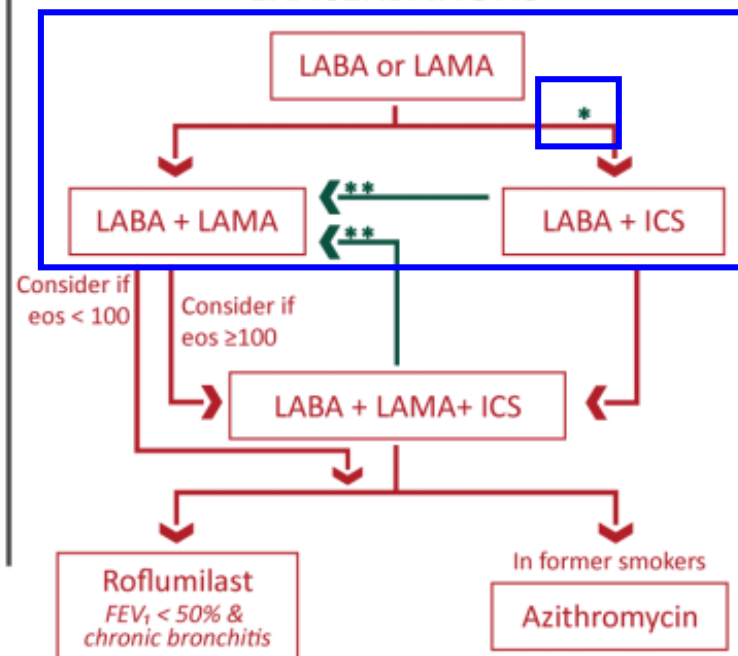 LABA or LAMA
*
**
LABA + LAMA
LABA + ICS
**
Consider if
eos < 100
Consider if
eos ≥100
LABA + LAMA+ ICS
In former smokers
Roflumilast
FEV₁ < 50% &
chronic bronchitis
Azithromycin